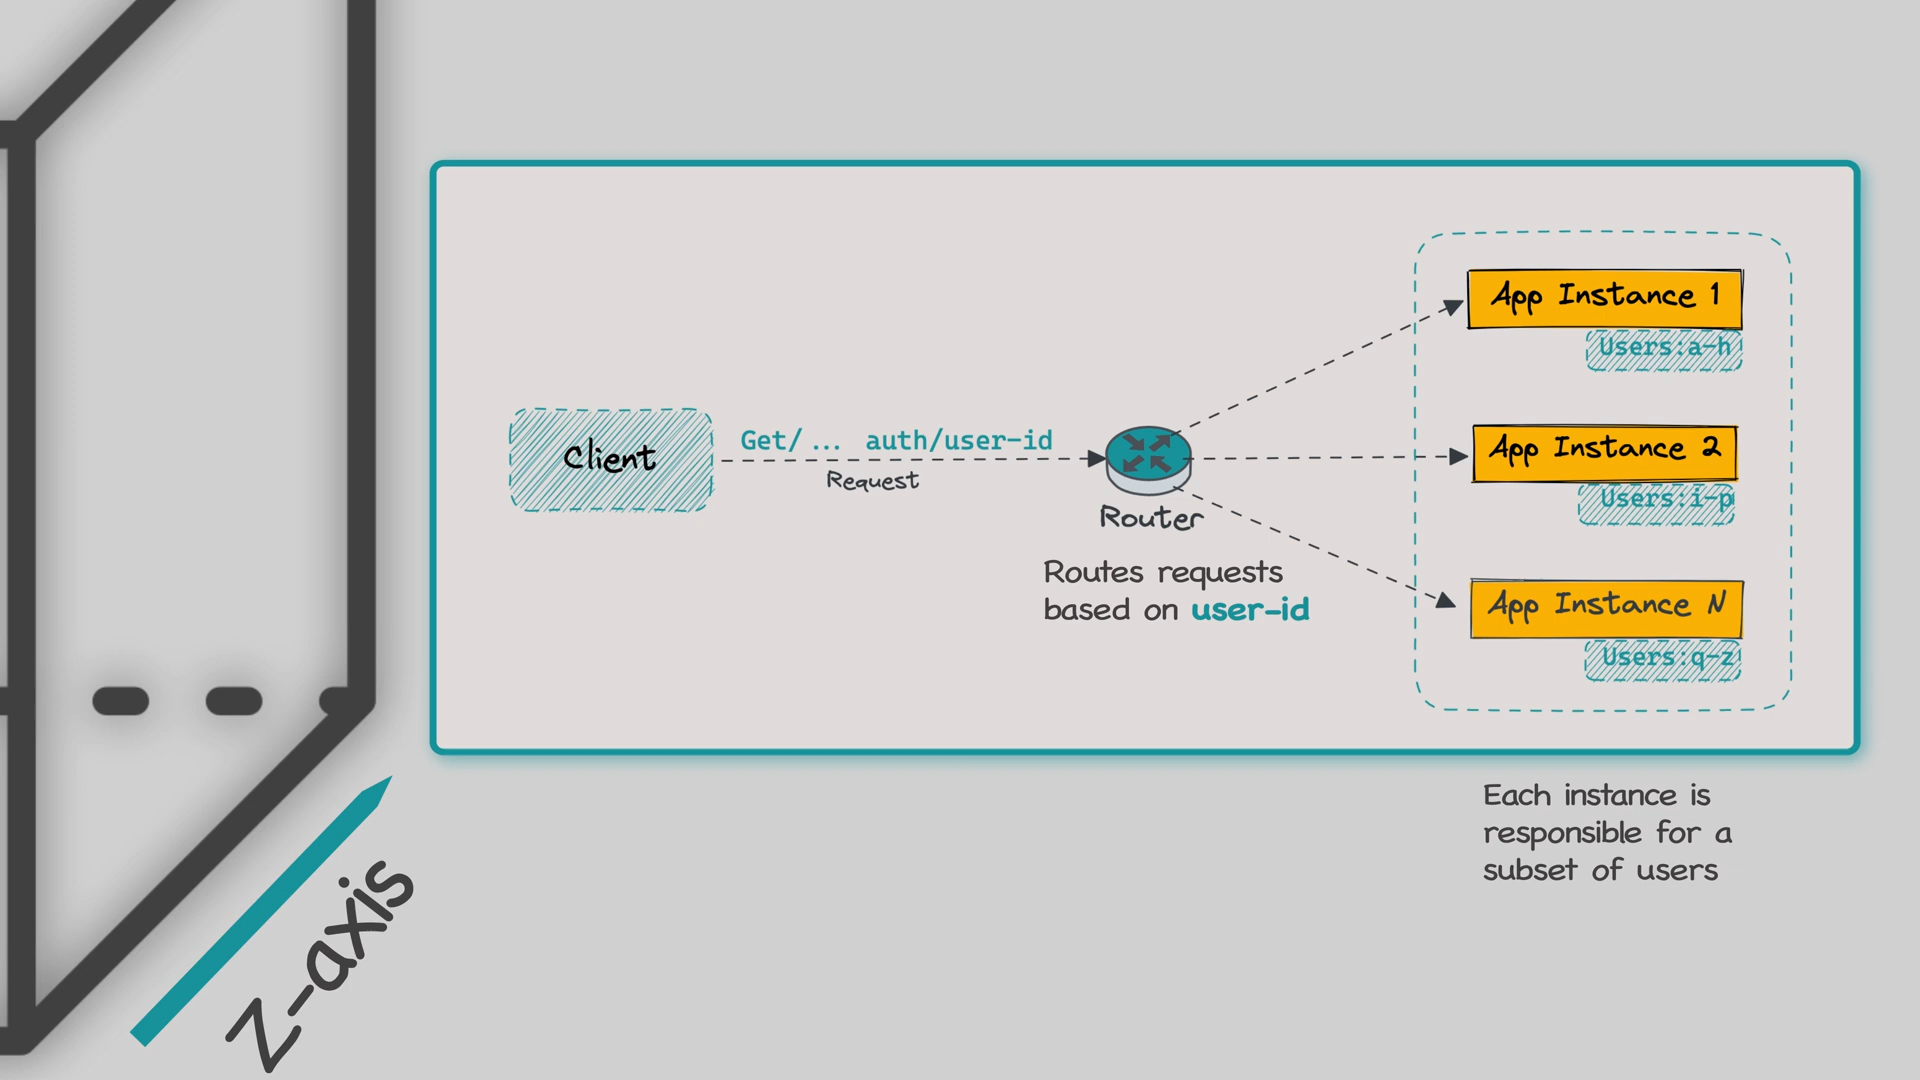 App Instance 1
Users:a-h
Get/... auth/user-id
Client
Request
Router
App Instance 2
Users:i-p
Routes requests
based on user-id
App Instance N
Users:q-z
Each instance is
responsible for a
subset of users
Z-axis